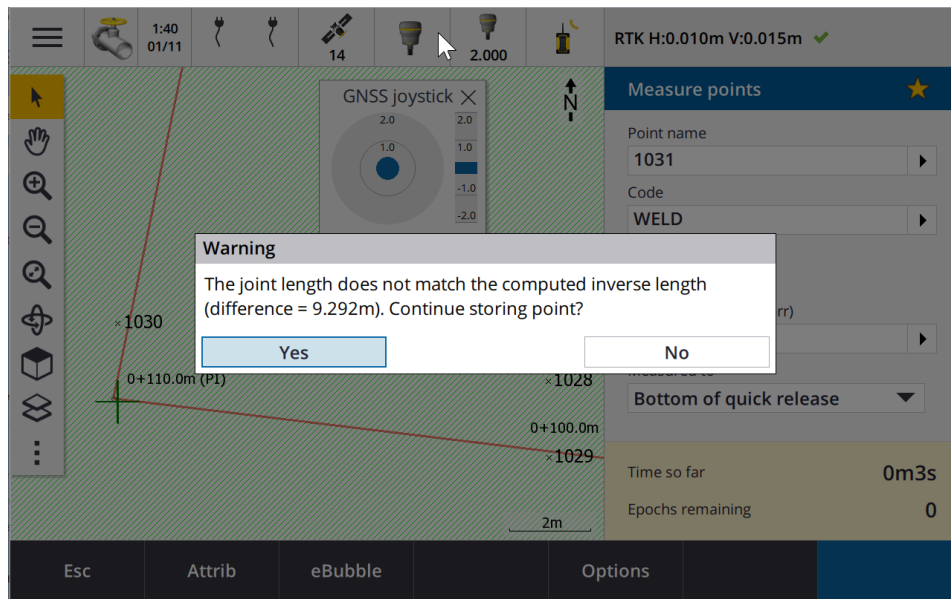 1:40
01/11
14
2.000
RTK H:0.010m V:0.015m
GNSS joystick
N
2.0
1.0
2.0
1.0
-1.0
-2.0
Measure points
Point name
1031
Code
WELD
Warning
The joint length does not match the computed inverse length
(difference = 9.292m). Continue storing point?
Yes
No
rr)
1030
0+110.0m (PI)
1028
0+100.0m
1029
2m
Bottom of quick release
Time so far
0m3s
Epochs remaining
0
Esc
Attrib
eBubble
Options